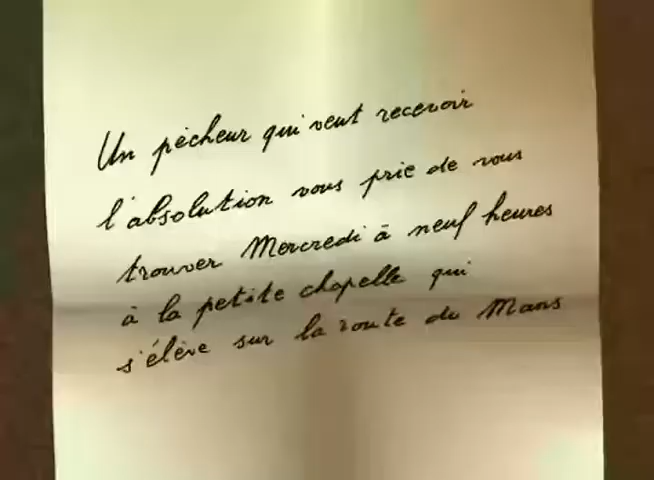 Un pécheur qui veut recevoir
l'absolution vous prie de vous
trouver Mercredi à neuf heures
à la petite chapelle qui
s'élève sur la route du Mans